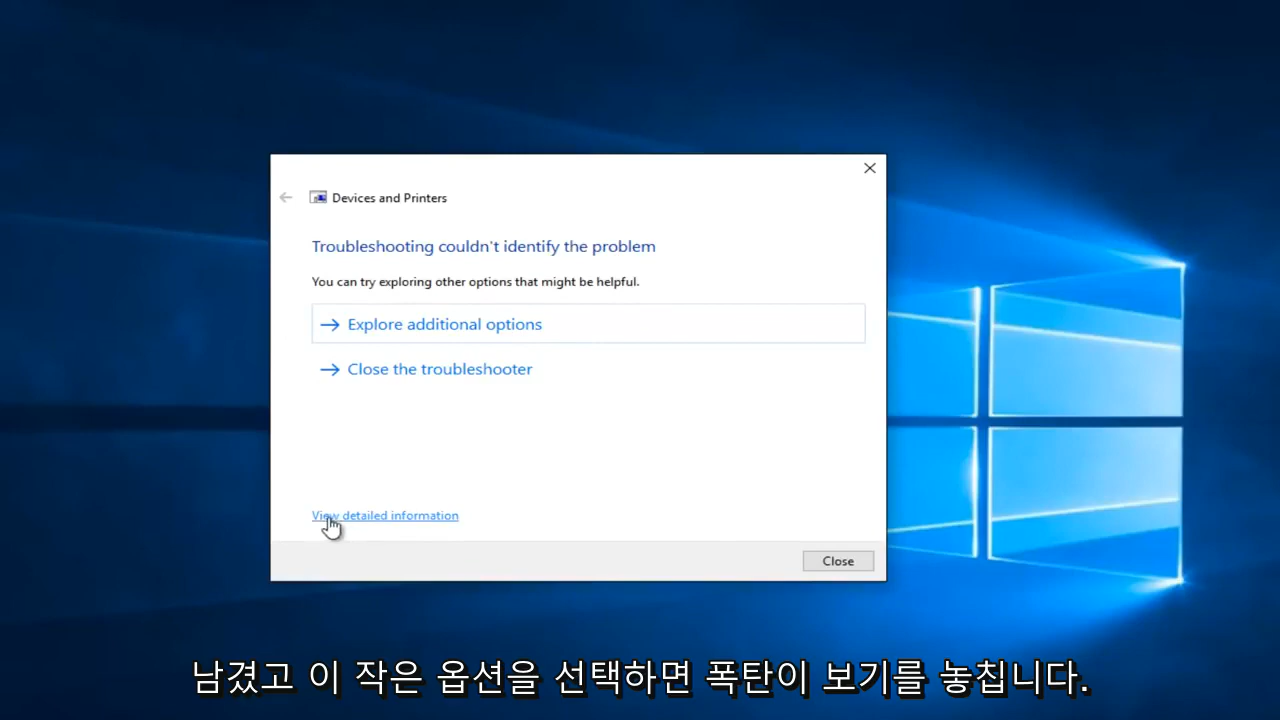 Devices and Printers
Troubleshooting couldn't identify the problem
You can try exploring other options that might be helpful.
Explore additional options
Close the troubleshooter
View detailed information
Close
남겼고 이 작은 옵션을 선택하면 폭탄이 보기를 놓칩니다.